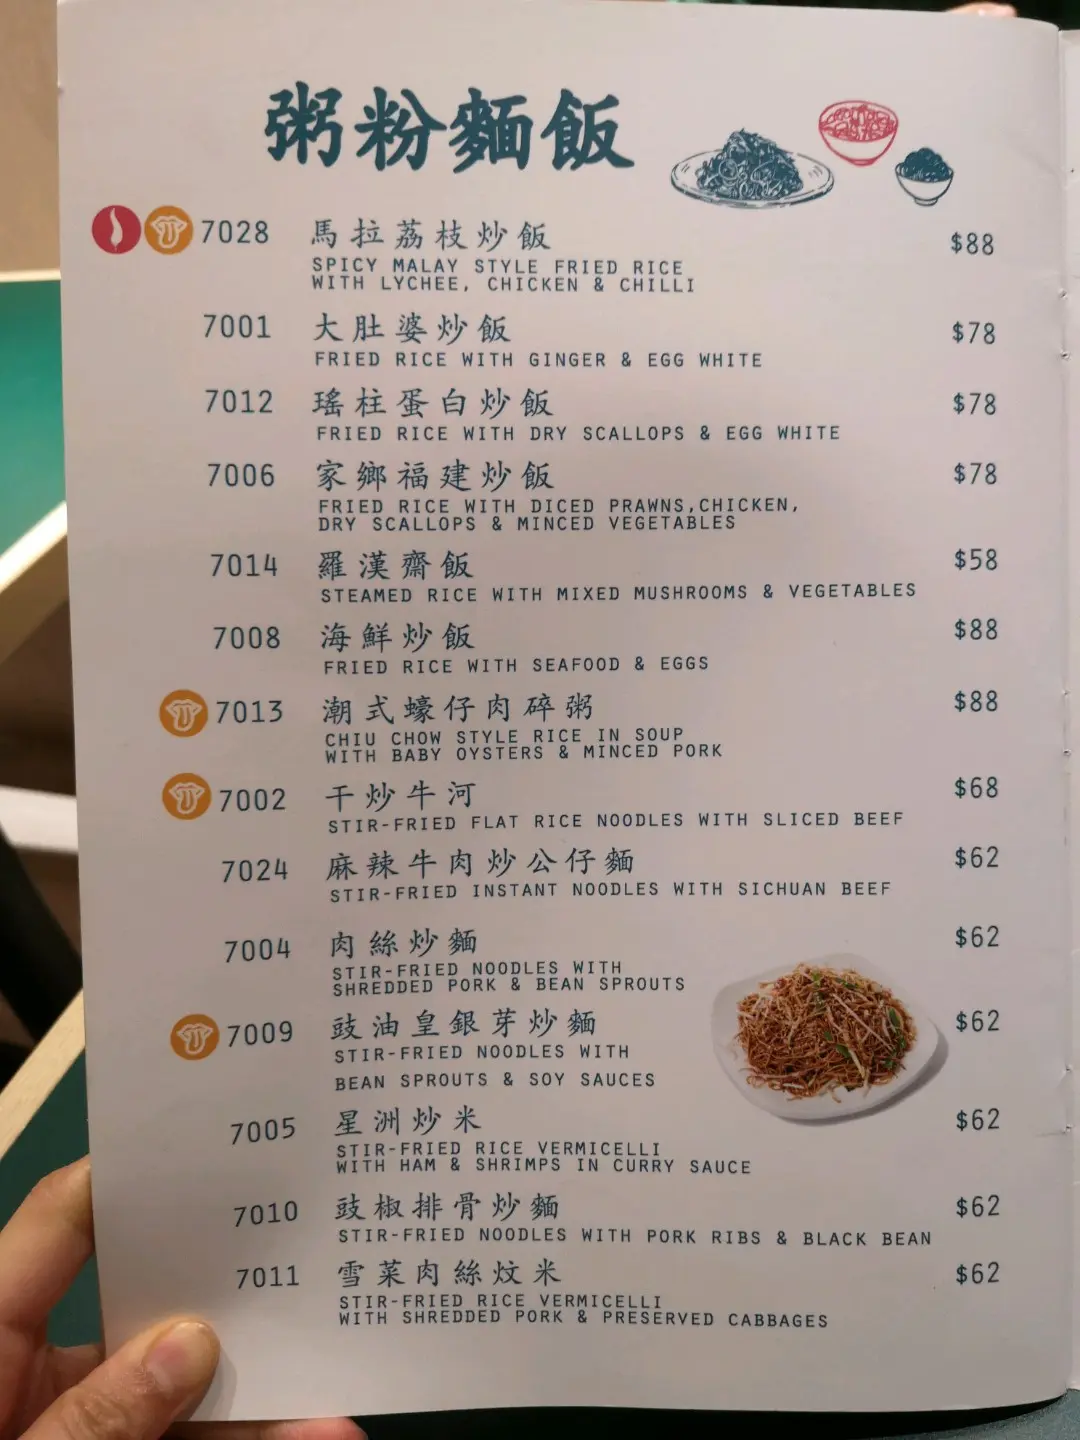 粥粉麵飯
7028 馬拉荔枝炒飯 $88
SPICY MALAY STYLE FRIED RICE
WITH LYCHEE, CHICKEN & CHILLI
7001 大肚婆炒飯 $78
FRIED RICE WITH GINGER & EGG WHITE
7012 瑤柱蛋白炒飯 $78
FRIED RICE WITH DRY SCALLOPS & EGG WHITE
7006 家鄉福建炒飯 $78
FRIED RICE WITH DICED PRAWNS,CHICKEN,
DRY SCALLOPS & MINCED VEGETABLES
7014 羅漢齋飯 $58
STEAMED RICE WITH MIXED MUSHROOMS & VEGETABLES
7008 海鮮炒飯 $88
FRIED RICE WITH SEAFOOD & EGGS
7013 潮式蠔仔肉碎粥 $88
CHIU CHOW STYLE RICE IN SOUP
WITH BABY OYSTERS & MINCED PORK
7002 干炒牛河 $68
STIR-FRIED FLAT RICE NOODLES WITH SLICED BEEF
7024 麻辣牛肉炒公仔麵 $62
STIR-FRIED INSTANT NOODLES WITH SICHUAN BEEF
7004 肉絲炒麵 $62
STIR-FRIED NOODLES WITH
SHREDDED PORK & BEAN SPROUTS
7009 豉油皇銀芽炒麵 $62
STIR-FRIED NOODLES WITH
BEAN SPROUTS & SOY SAUCES
7005 星洲炒米 $62
STIR-FRIED RICE VERMICELLI
WITH HAM & SHRIMPS IN CURRY SAUCE
7010 豉椒排骨炒麵 $62
STIR-FRIED NOODLES WITH PORK RIBS & BLACK BEAN
7011 雪菜肉絲炆米 $62
STIR-FRIED RICE VERMICELLI
WITH SHREDDED PORK & PRESERVED CABBAGES